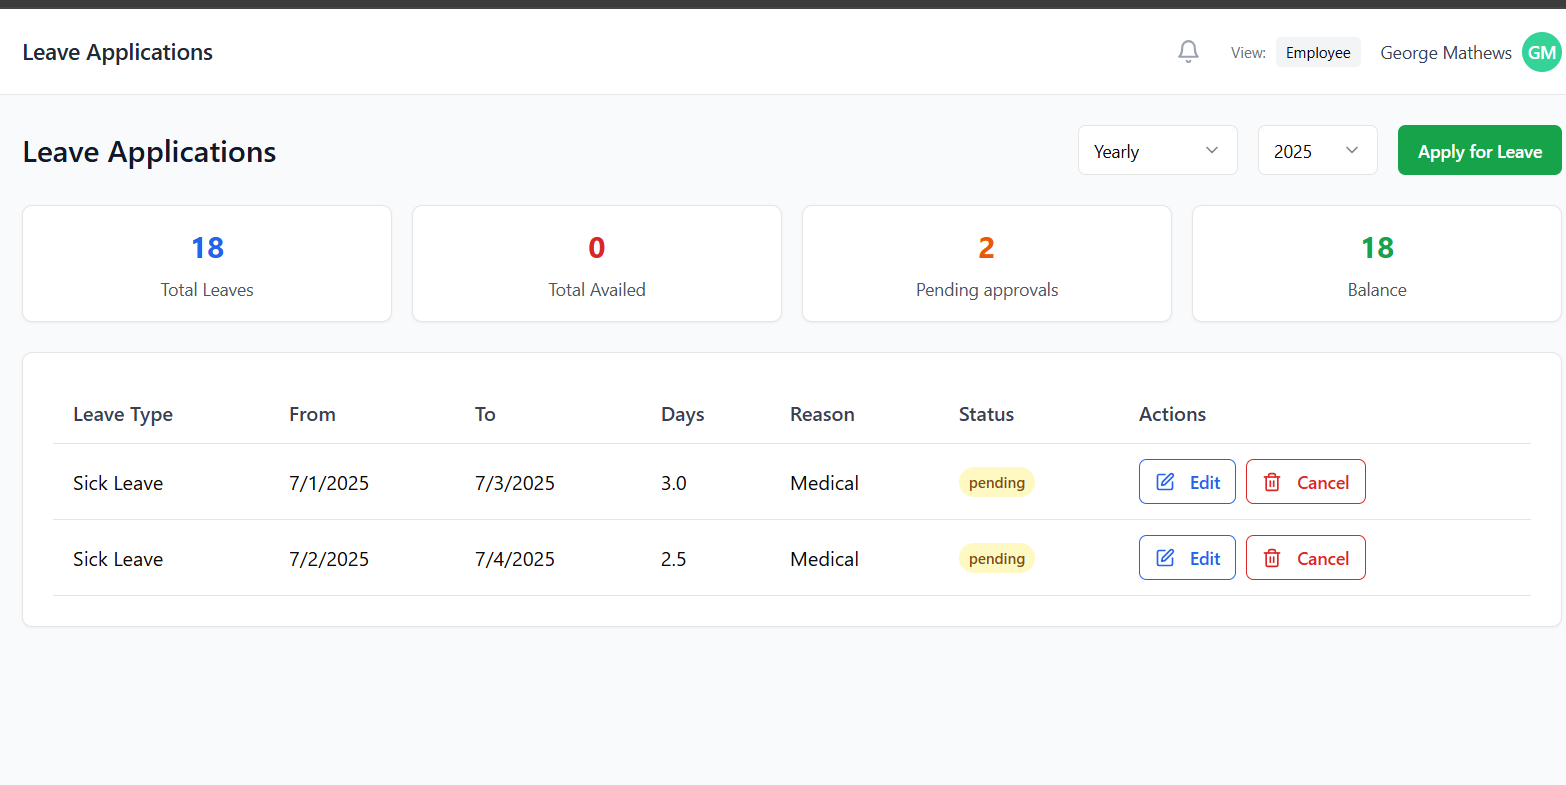 Leave Applications
View: Employee George Mathews GM
Leave Applications
Yearly 2025 Apply for Leave
18 0 2 18
Total Leaves Total Availed Pending approvals Balance
Leave Type From To Days Reason Status Actions
Sick Leave 7/1/2025 7/3/2025 3.0 Medical pending Edit Cancel
Sick Leave 7/2/2025 7/4/2025 2.5 Medical pending Edit Cancel